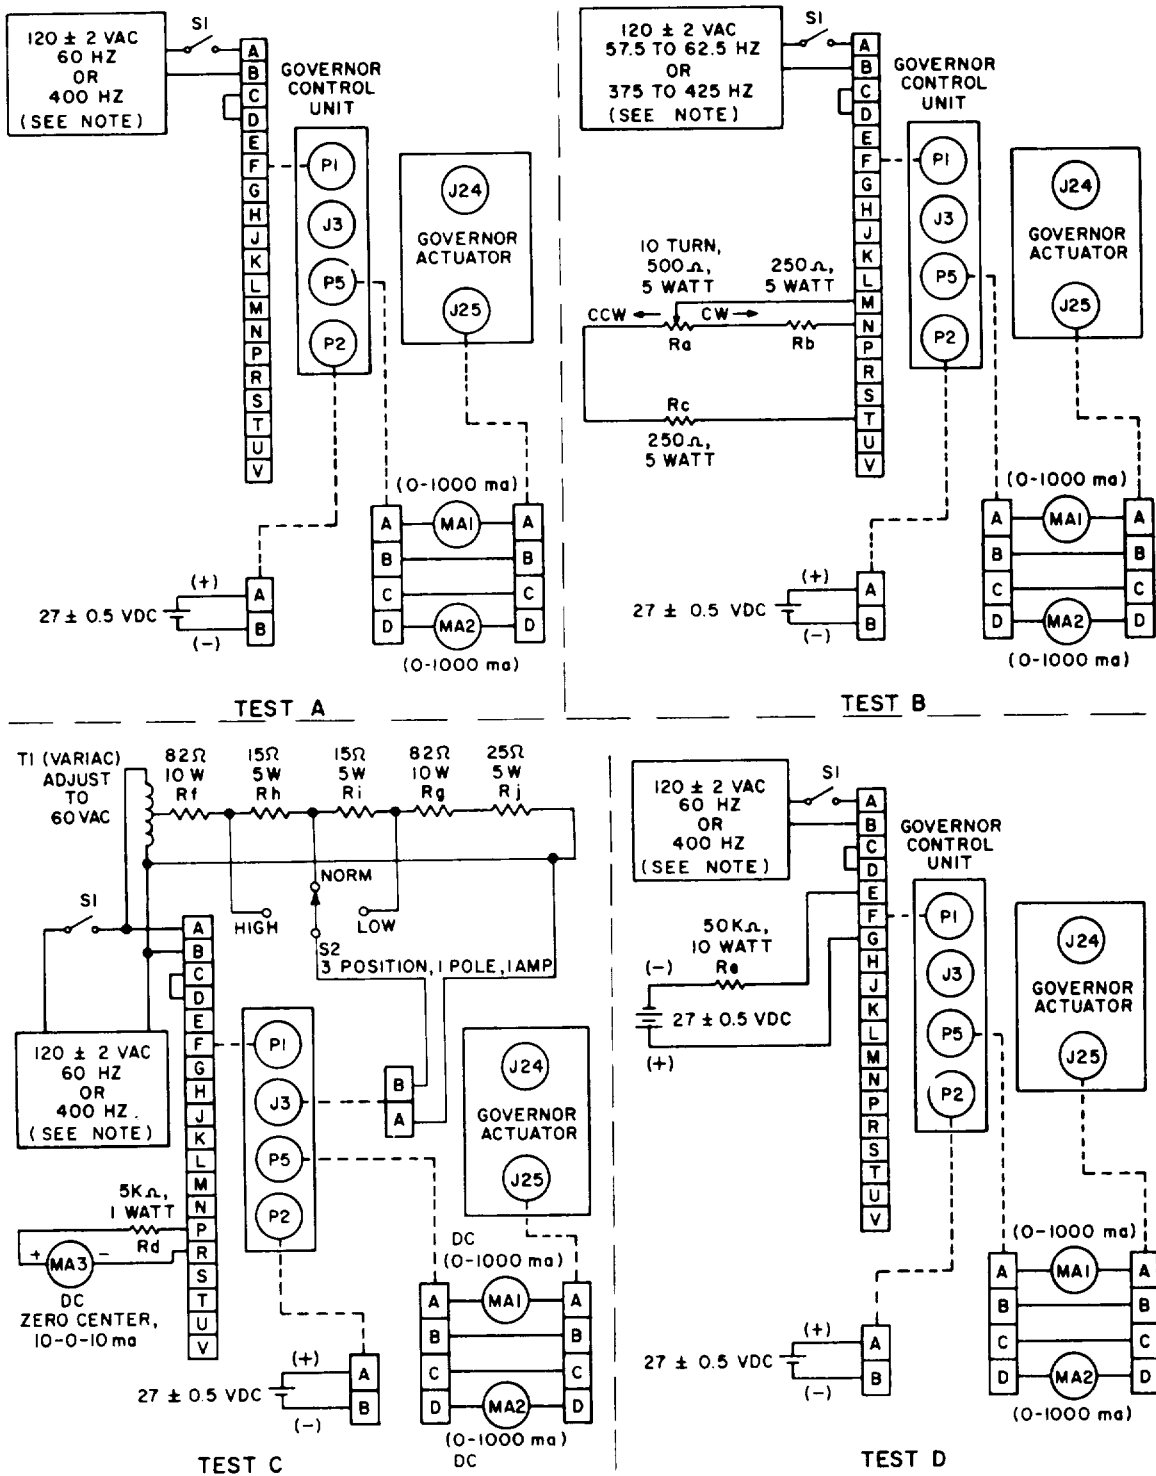 120 ± 2 VAC
60 HZ
OR
400 HZ
(SEE NOTE)
S1
A
B
C
D
E
F
G
H
J
K
L
M
N
P
R
S
T
U
V
GOVERNOR
CONTROL
UNIT
P1
J3
P5
P2
J24
GOVERNOR
ACTUATOR
J25
(0-1000 ma)
A
MA1
A
B
B
C
C
D
MA2
D
(0-1000 ma)
(+)
27 ± 0.5 VDC
(-)
A
B
TEST A
120 ± 2 VAC
57.5 TO 62.5 HZ
OR
375 TO 425 HZ
(SEE NOTE)
S1
A
B
C
D
E
F
G
H
J
K
L
M
N
P
R
S
T
U
V
GOVERNOR
CONTROL
UNIT
P1
J3
P5
P2
J24
GOVERNOR
ACTUATOR
J25
10 TURN,
500Ω,
5 WATT
250Ω,
5 WATT
CCW
CW
Ra
Rb
Rc
250Ω,
5 WATT
(0-1000 ma)
A
MA1
A
B
B
C
C
D
MA2
D
(0-1000 ma)
(+)
27 ± 0.5 VDC
(-)
A
B
TEST B
T1 (VARIAC)
ADJUST
TO
60 VAC
82Ω
10 W
Rf
15Ω
5W
Rh
15Ω
5W
Ri
82Ω
10 W
Rg
25Ω
5W
Rj
NORM
HIGH
LOW
S2
3 POSITION, 1 POLE, 1 AMP
S1
A
B
C
D
E
F
G
H
J
K
L
M
N
P
R
S
T
U
V
120 ± 2 VAC
60 HZ
OR
400 HZ.
(SEE NOTE)
P1
J3
P5
P2
B
A
J24
GOVERNOR
ACTUATOR
J25
5KΩ,
1 WATT
Rd
+
MA3
-
DC
ZERO CENTER,
10-0-10 ma
DC
(0-1000 ma)
A
MA1
A
B
B
C
C
D
MA2
D
(0-1000 ma)
DC
(+)
27 ± 0.5 VDC
(-)
A
B
TEST C
120 ± 2 VAC
60 HZ
OR
400 HZ
(SEE NOTE)
S1
A
B
C
D
E
F
G
H
J
K
L
M
N
P
R
S
T
U
V
GOVERNOR
CONTROL
UNIT
P1
J3
P5
P2
J24
GOVERNOR
ACTUATOR
J25
50KΩ,
10 WATT
Re
(-)
27 ± 0.5 VDC
(+)
(0-1000 ma)
A
MA1
A
B
B
C
C
D
MA2
D
(0-1000 ma)
(+)
27 ± 0.5 VDC
(-)
A
B
TEST D